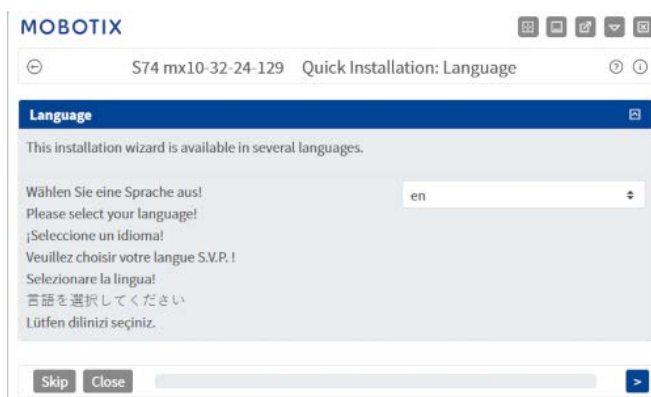 MOBOTIX
S74 mx10-32-24-129 Quick Installation: Language
Language
This installation wizard is available in several languages.
Wählen Sie eine Sprache aus!
en
Please select your language!
¡Seleccione un idioma!
Veuillez choisir votre langue S.V.P. !
Selezionare la lingua!
言語を選択してください
Lütfen dilinizi seçiniz.
Skip Close >